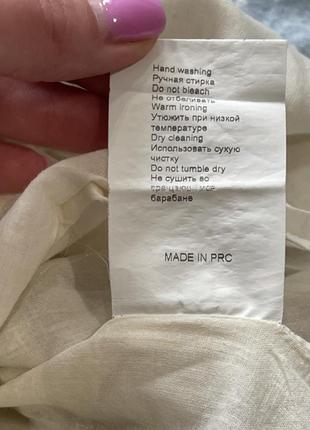 Hand washing
Ручная стирка
Do not bleach
Не отбеливать
Warm ironing
Утюжить при низкой
температуре
Dry cleaning
Использовать сухую
чистку
Do not tumble dry
Не сушить во
барабане
MADE IN PRC